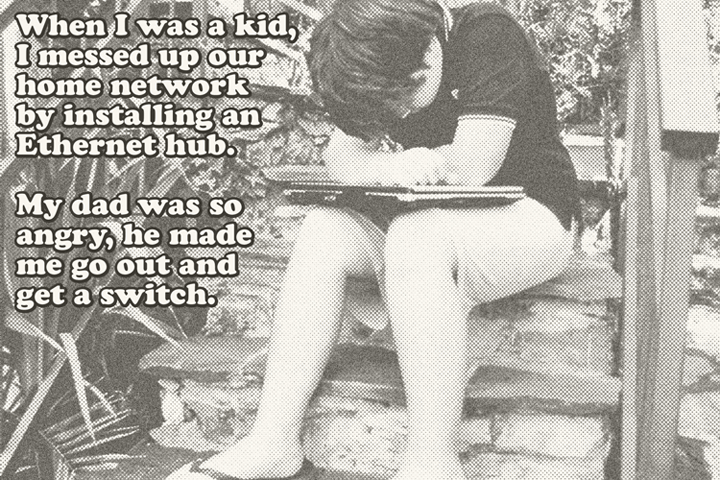 When I was a kid,
I messed up our
home network
by installing an
Ethernet hub.
My dad was so
angry, he made
me go out and
get a switch.